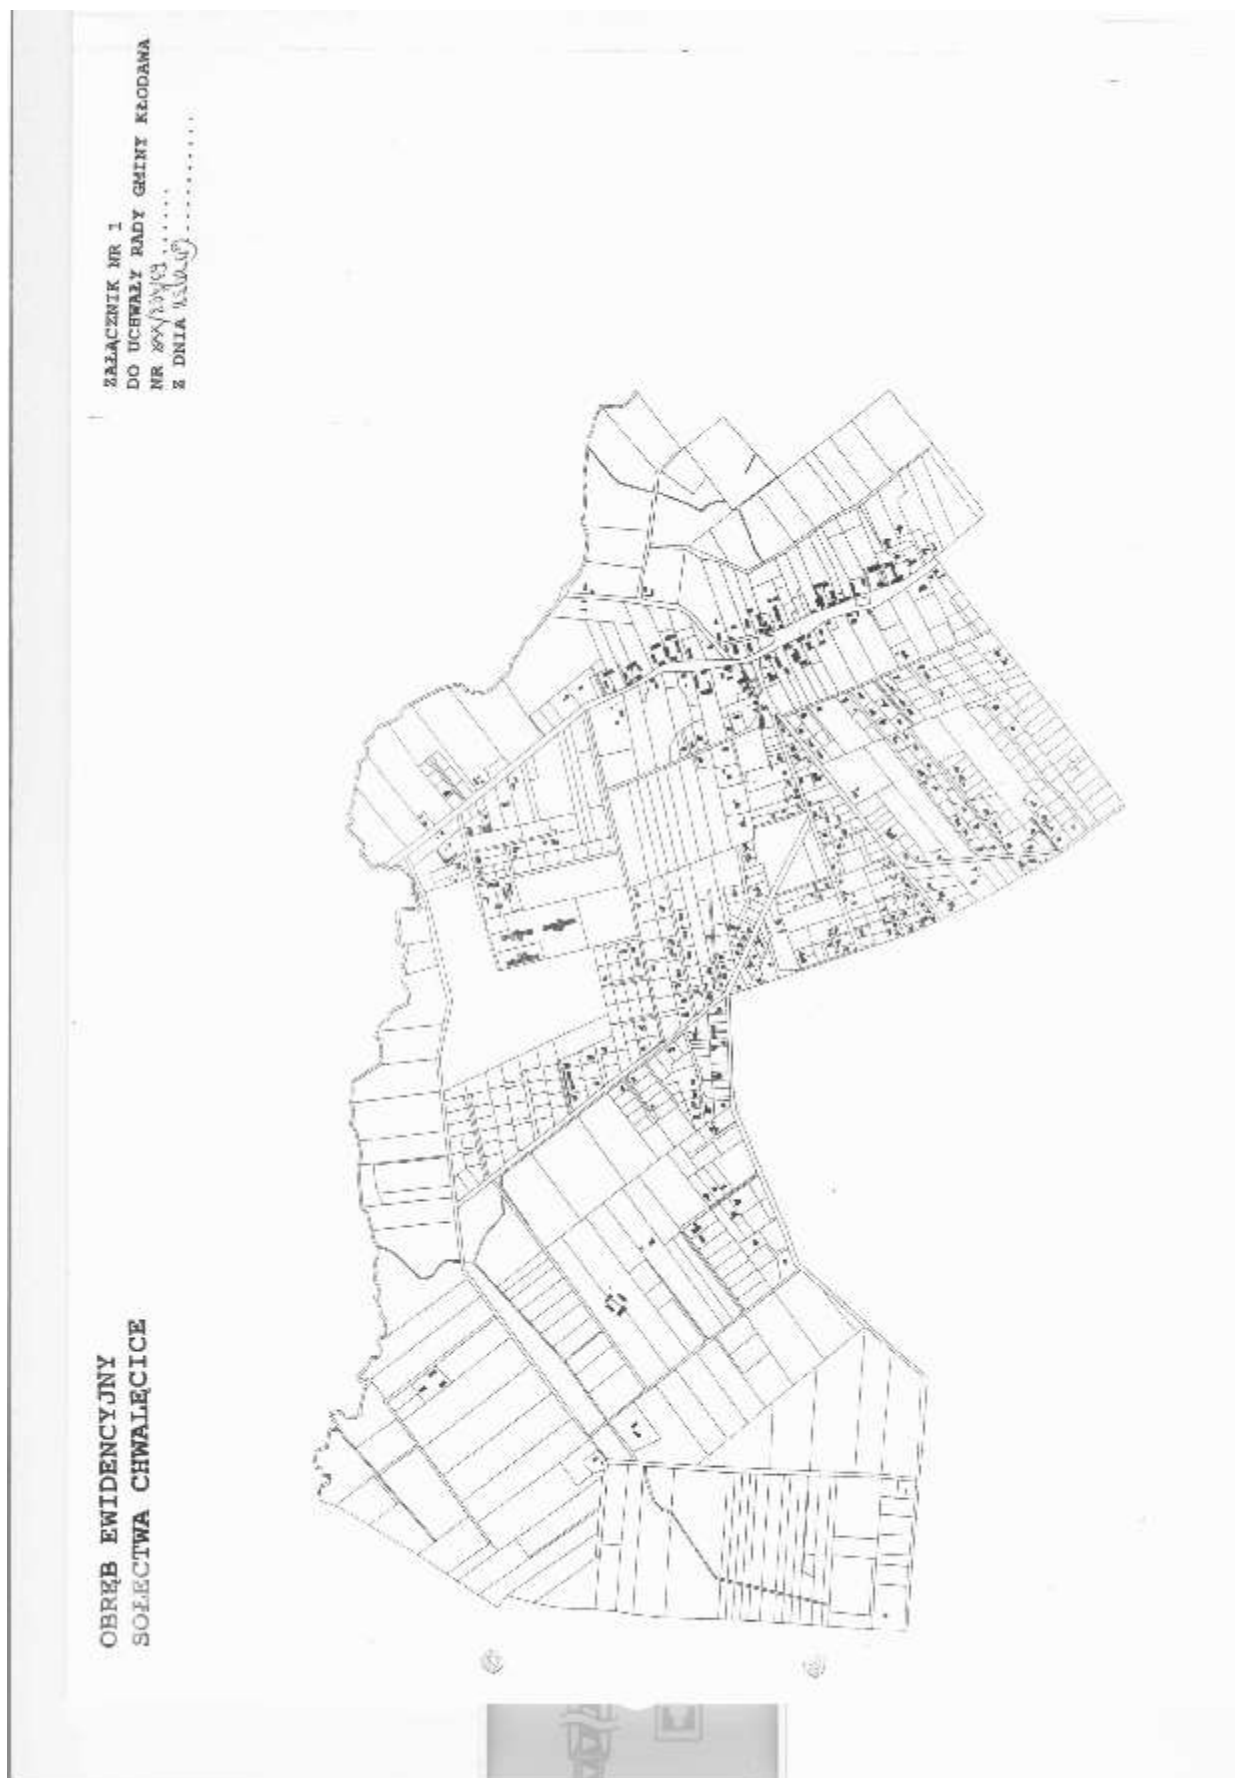 ZAŁĄCZNIK NR 1
DO UCHWAŁY RADY GMINY KŁODAWA
NR
Z DNIA
OBRĘB EWIDENCYJNY
SOŁECTWA CHWALĘCICE